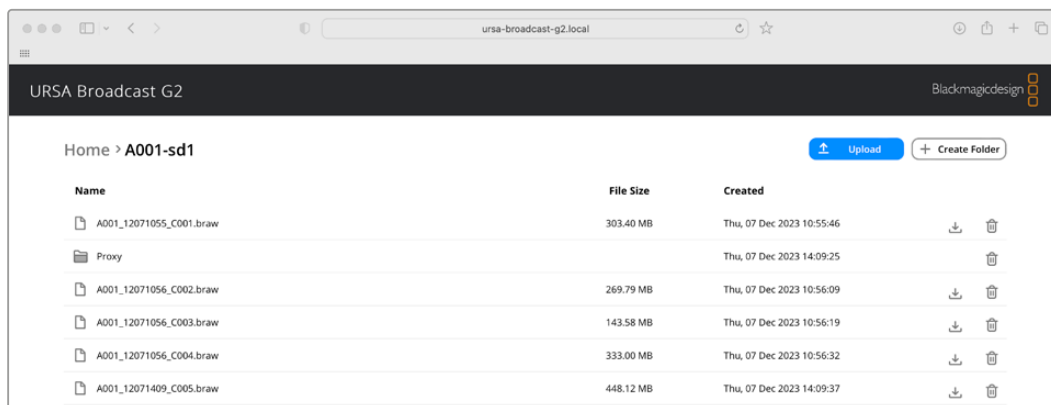 ursa-broadcast-g2.local
URSA Broadcast G2
Blackmagicdesign
Home > A001-sd1
Upload
+ Create Folder
Name File Size Created
A001_12071055_C001.braw 303.40 MB Thu, 07 Dec 2023 10:55:46
Proxy Thu, 07 Dec 2023 14:09:25
A001_12071056_C002.braw 269.79 MB Thu, 07 Dec 2023 10:56:09
A001_12071056_C003.braw 143.58 MB Thu, 07 Dec 2023 10:56:19
A001_12071056_C004.braw 333.00 MB Thu, 07 Dec 2023 10:56:32
A001_12071409_C005.braw 448.12 MB Thu, 07 Dec 2023 14:09:37